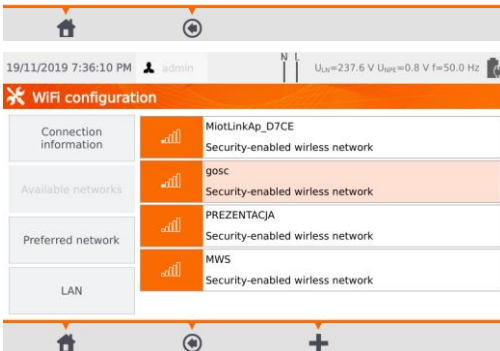 19/11/2019 7:36:10 PM admin N L ULN=237.6 V UNPE=0.8 V f=50.0 Hz
WiFi configuration
Connection
information
Available networks
Preferred network
LAN
MiotLinkAp_D7CE
Security-enabled wirless network
gosc
Security-enabled wirless network
PREZENTACJA
Security-enabled wirless network
MWS
Security-enabled wirless network